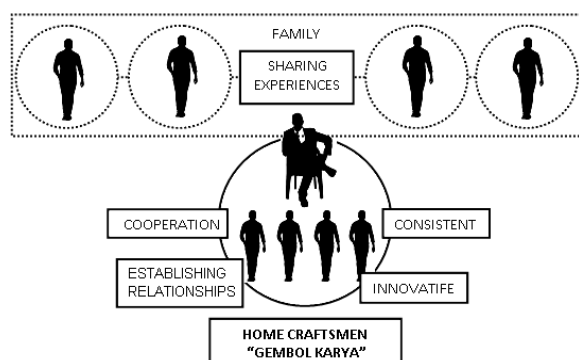 FAMILY
SHARING
EXPERIENCES
COOPERATION
CONSISTENT
ESTABLISHING
RELATIONSHIPS
INNOVATIFE
HOME CRAFTSMEN
"GEMBOL KARYA"